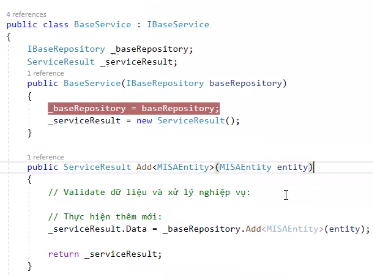 4 references
public class BaseService : IBaseService
{
IBaseRepository _baseRepository;
ServiceResult _serviceResult;
1 reference
public BaseService(IBaseRepository baseRepository)
{
_baseRepository = baseRepository;
_serviceResult = new ServiceResult();
}
1 reference
public ServiceResult Add<MISAEntity>(MISAEntity entity)
{
// Validate dữ liệu và xử lý nghiệp vụ:
// Thực hiện thêm mới:
_serviceResult.Data = _baseRepository.Add<MISAEntity>(entity);
return _serviceResult;
}